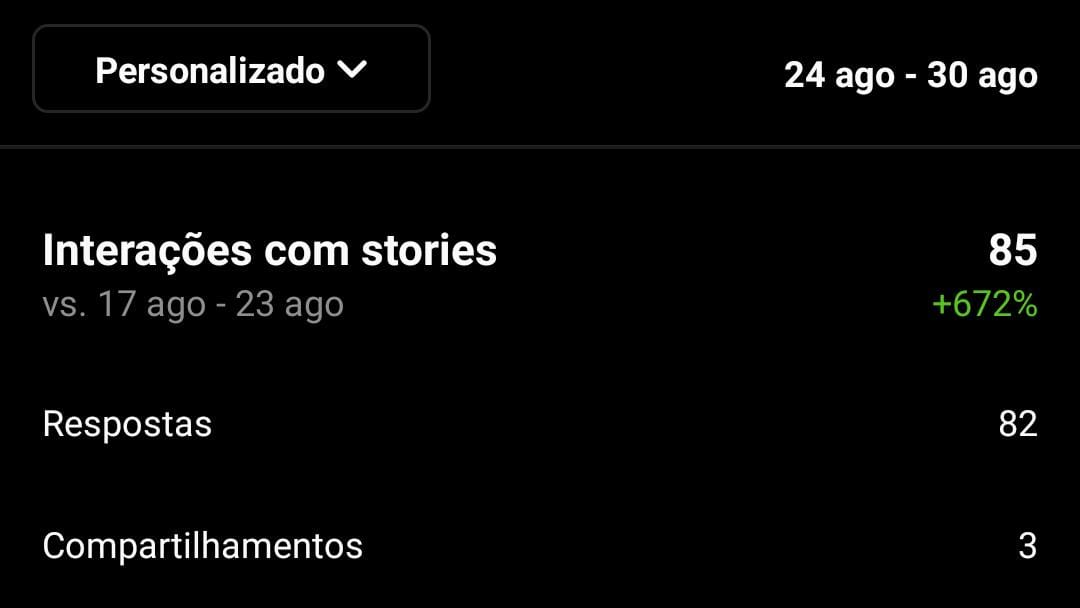 Personalizado
24 ago - 30 ago
Interações com stories
85
vs. 17 ago - 23 ago
+672%
Respostas
82
Compartilhamentos
3